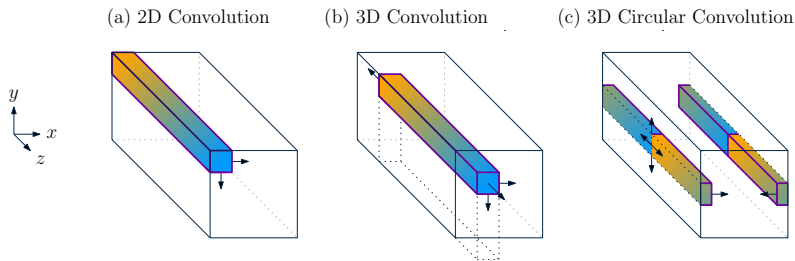 (a) 2D Convolution
(b) 3D Convolution
(c) 3D Circular Convolution
y
x
z